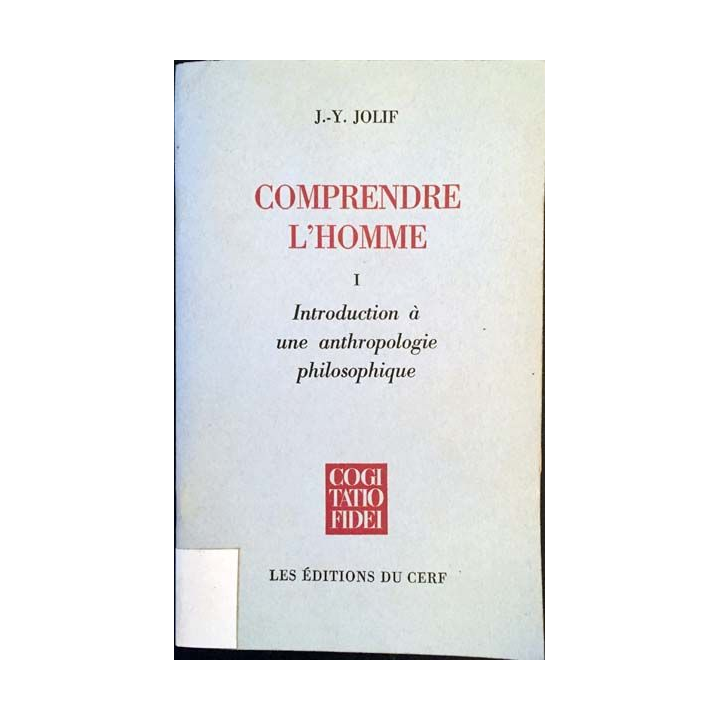 J.-Y. JOLIF
COMPRENDRE
L'HOMME
I
Introduction à
une anthropologie
philosophique
COGI
TATIO
FIDEI
LES ÉDITIONS DU CERF